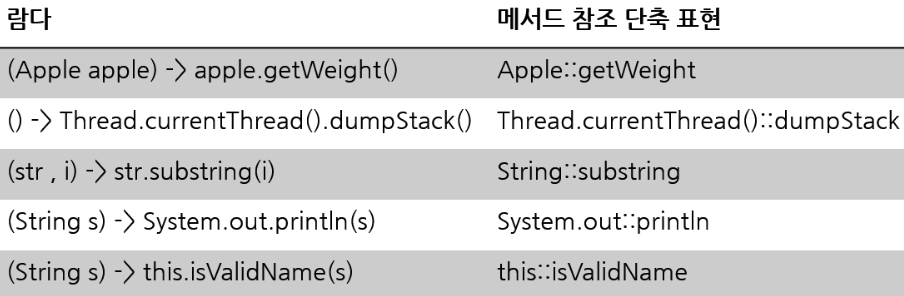 람다 메서드 참조 단축 표현
(Apple apple) -> apple.getWeight() Apple::getWeight
() -> Thread.currentThread().dumpStack() Thread.currentThread()::dumpStack
(str , i) -> str.substring(i) String::substring
(String s) -> System.out.println(s) System.out::println
(String s) -> this.isValidName(s) this::isValidName